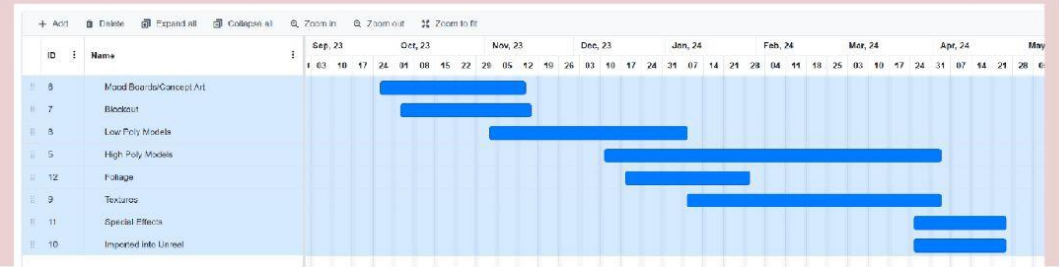 + Add Delete Expand all Collapse all Zoom in Zoom out Zoom to fit
ID Name Sep, 23 Oct, 23 Nov, 23 Dec, 23 Jan, 24 Feb, 24 Mar, 24 Apr, 24 May
03 10 17 24 01 08 15 22 29 05 12 19 26 03 10 17 24 31 07 14 21 28 04 11 18 25 03 10 17 24 31 07 14 21 28
Mood Boards/Concept Art
7 Blockout
Low Poly Models
5 High Poly Models
12 Foliage
9 Textures
11 Special Effects
10 Imported into Unreel